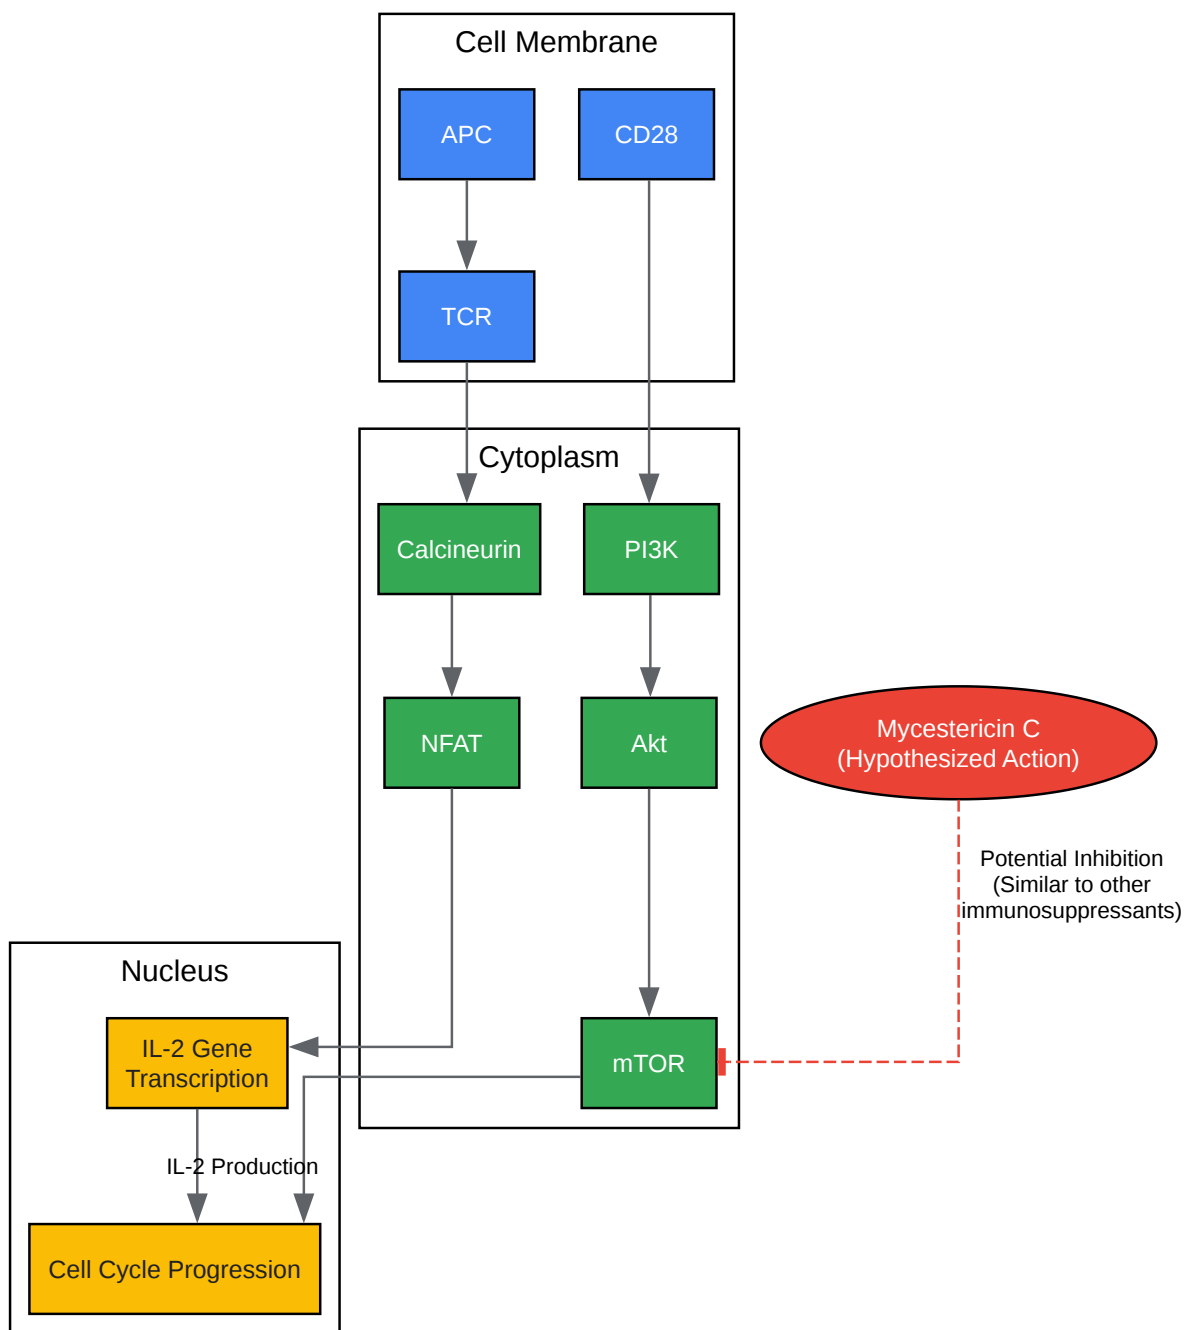 Cell Membrane
APC
CD28
TCR
Cytoplasm
Calcineurin
PI3K
NFAT
Akt
Mycestericin C
(Hypothesized Action)
Potential Inhibition
(Similar to other
immunosuppressants)
Nucleus
IL-2 Gene
Transcription
mTOR
IL-2 Production
Cell Cycle Progression